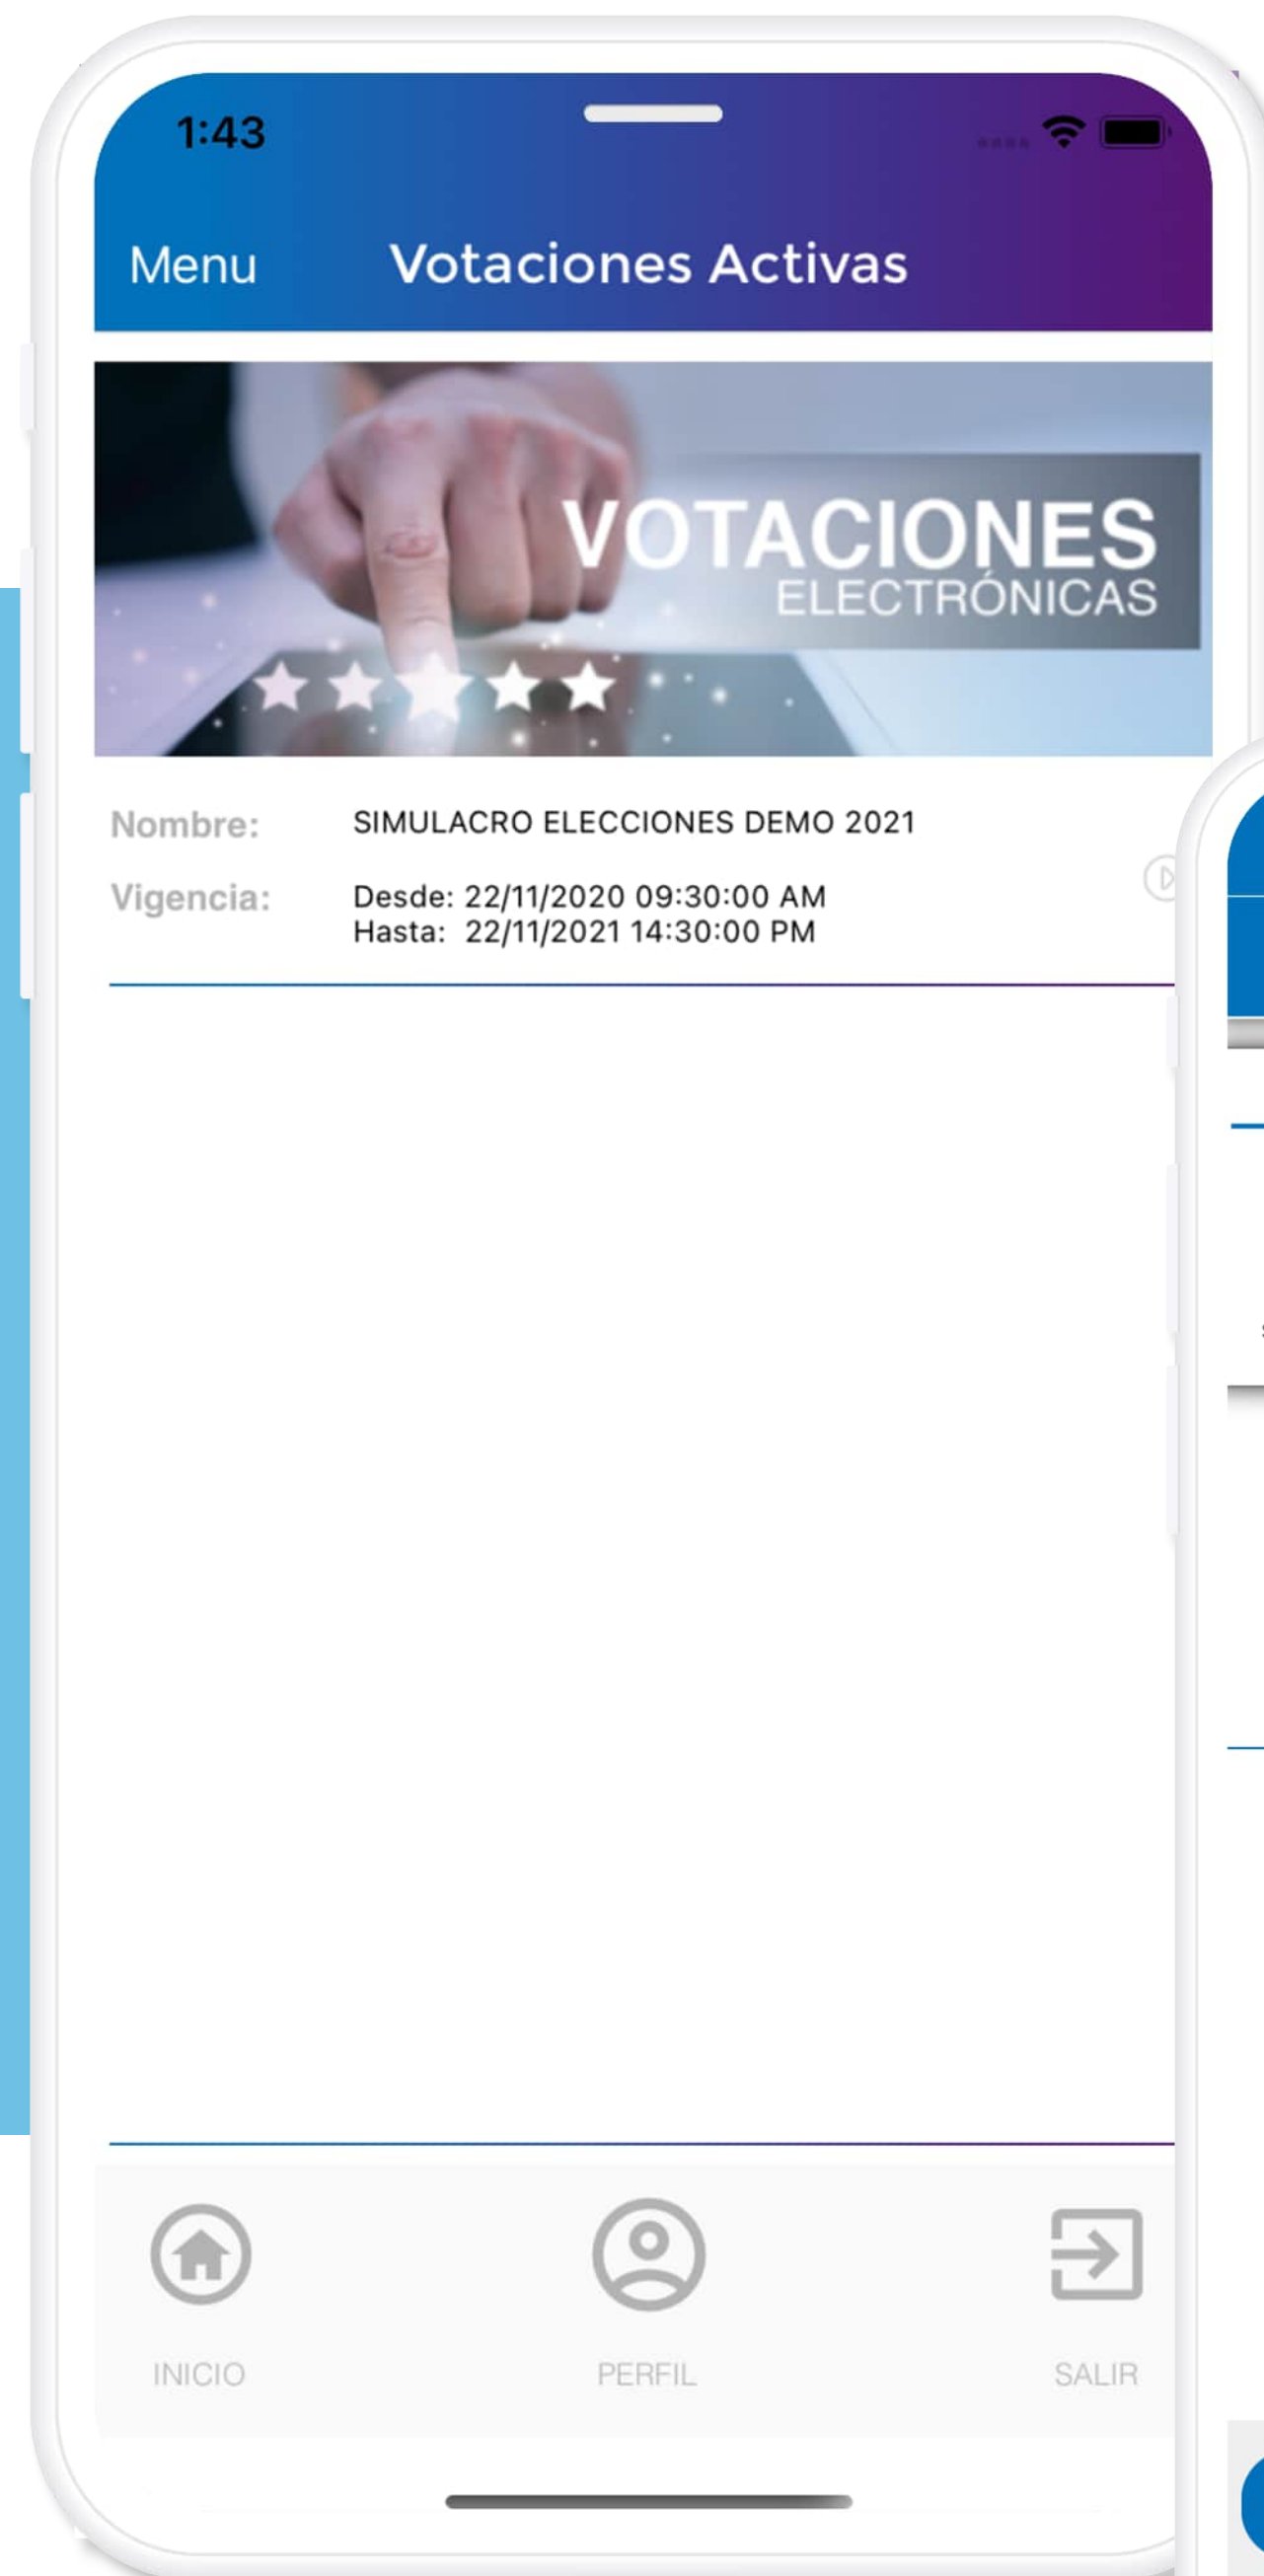 1:43
Menu Votaciones Activas
VOTACIONES
ELECTRÓNICAS
Nombre: SIMULACRO ELECCIONES DEMO 2021
Vigencia: Desde: 22/11/2020 09:30:00 AM
Hasta: 22/11/2021 14:30:00 PM
INICIO PERFIL SALIR